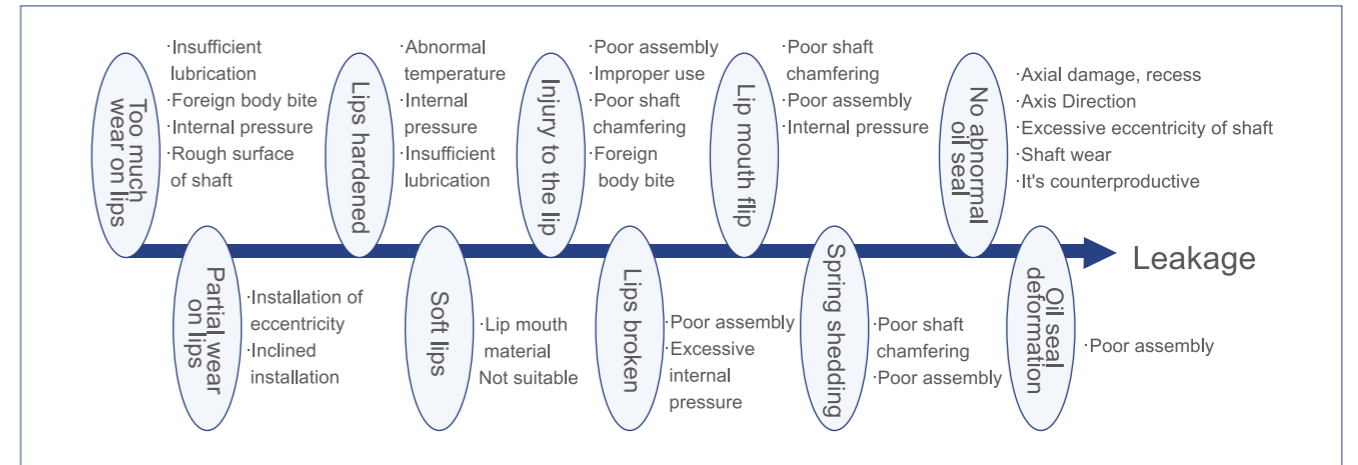 Too much
wear on lips
·Insufficient
lubrication
·Foreign body bite
·Internal pressure
·Rough surface
of shaft
Lips hardened
·Abnormal
temperature
·Internal
pressure
·Insufficient
lubrication
Injury to the lip
·Poor assembly
·Improper use
·Poor shaft
chamfering
·Foreign
body bite
Lip mouth flip
·Poor shaft
chamfering
·Poor assembly
·Internal pressure
No abnormal
oil seal
·Axial damage, recess
·Axis Direction
·Excessive eccentricity of shaft
·Shaft wear
·It's counterproductive
Leakage
Partial wear
on lips
·Installation of
eccentricity
·Inclined
installation
Soft lips
·Lip mouth
material
Not suitable
Lips broken
·Poor assembly
·Excessive
internal
pressure
Spring shedding
·Poor shaft
chamfering
·Poor assembly
Oil seal
deformation
·Poor assembly